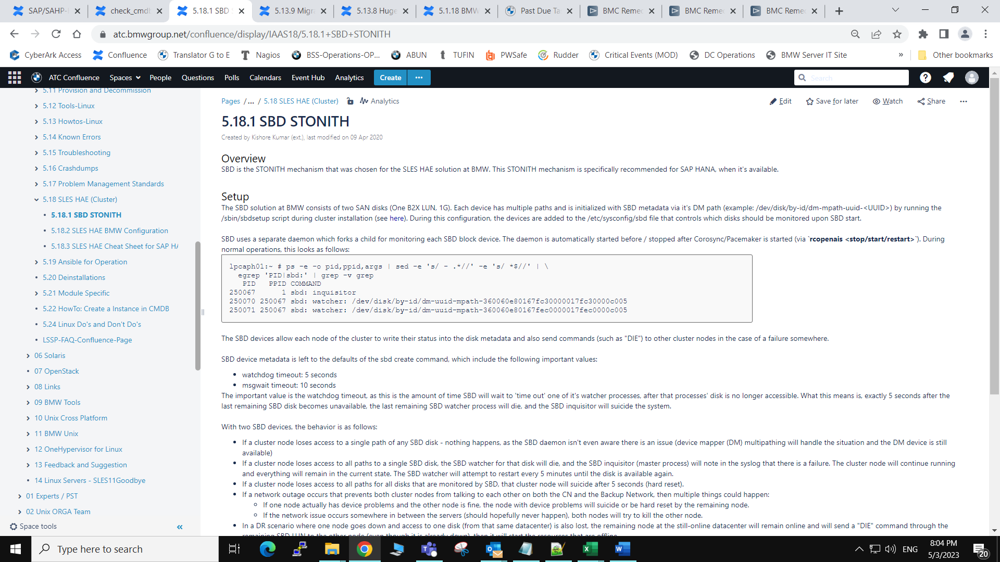 SAP/SAHP-
check_cmdb
5.18.1 SBD S
5.13.9 Migra
5.13.8 Huge
5.1.18 BMW
Past Due Ta
BMC Remed
BMC Remed
BMC Remed
atc.bmwgroup.net/confluence/display/IAAS18/5.18.1+SBD+STONITH
CyberArk Access
Confluence
Translator G to E
Nagios
BSS-Operations-OP...
ABUN
TUFIN
PWSafe
Rudder
Critical Events (MOD)
DC Operations
BMW Server IT Site
»
Other bookmarks
ATC Confluence
Spaces
People
Questions
Polls
Calendars
Event Hub
Analytics
Create
Search
5.11 Provision and Decommission
5.12 Tools-Linux
5.13 Howtos-Linux
5.14 Known Errors
5.15 Troubleshooting
5.16 Crashdumps
5.17 Problem Management Standards
5.18 SLES HAE (Cluster)
5.18.1 SBD STONITH
5.18.2 SLES HAE BMW Configuration
5.18.3 SLES HAE Cheat Sheet for SAP HA
5.19 Ansible for Operation
5.20 Deinstallations
5.21 Module Specific
5.22 HowTo: Create a Instance in CMDB
5.24 Linux Do's and Don't Do's
LSSP-FAQ-Confluence-Page
06 Solaris
07 OpenStack
08 Links
09 BMW Tools
10 Unix Cross Platform
11 BMW Unix
12 OneHypervisor for Linux
13 Feedback and Suggestion
14 Linux Servers - SLES11Goodbye
01 Experts / PST
02 Unix ORGA Team
Space tools
«
Pages / ... / 5.18 SLES HAE (Cluster)
Analytics
Edit
Save for later
Watch
Share
5.18.1 SBD STONITH
Created by Kishore Kumar (ext.), last modified on 09 Apr 2020
Overview
SBD is the STONITH mechanism that was chosen for the SLES HAE solution at BMW. This STONITH mechanism is specifically recommended for SAP HANA, when it's available.
Setup
The SBD solution at BMW consists of two SAN disks (One B2X LUN, 1G). Each device has multiple paths and is initialized with SBD metadata via it's DM path (example: /dev/disk/by-id/dm-mpath-uuid-<UUID>) by running the
/sbin/sbdsetup script during cluster installation (see here). During this configuration, the devices are added to the /etc/sysconfig/sbd file that controls which disks should be monitored upon SBD start.
SBD uses a separate daemon which forks a child for monitoring each SBD block device. The daemon is automatically started before / stopped after Corosync/Pacemaker is started (via `rcopenais <stop/start/restart>`). During
normal operations, this looks as follows:
lpcaph01:~ # ps -e -o pid,ppid,args | sed -e 's/ - .*//' -e 's/ *$//' | \
egrep 'PID|sbd:' | grep -v grep
PID PPID COMMAND
250067 1 sbd: inquisitor
250070 250067 sbd: watcher: /dev/disk/by-id/dm-uuid-mpath-360060e80167fc30000017fc30000c005
250071 250067 sbd: watcher: /dev/disk/by-id/dm-uuid-mpath-360060e80167fec0000017fec0000c005
The SBD devices allow each node of the cluster to write their status into the disk metadata and also send commands (such as "DIE") to other cluster nodes in the case of a failure somewhere.
SBD device metadata is left to the defaults of the sbd create command, which include the following important values:
watchdog timeout: 5 seconds
msgwait timeout: 10 seconds
The important value is the watchdog timeout, as this is the amount of time SBD will wait to 'time out' one of it's watcher processes, after that processes' disk is no longer accessible. What this means is, exactly 5 seconds after the
last remaining SBD disk becomes unavailable, the last remaining SBD watcher process will die, and the SBD inquisitor will suicide the system.
With two SBD devices, the behavior is as follows:
If a cluster node loses access to a single path of any SBD disk - nothing happens, as the SBD daemon isn't even aware there is an issue (device mapper (DM) multipathing will handle the situation and the DM device is still
available)
If a cluster node loses access to all paths to a single SBD disk, the SBD watcher for that disk will die, and the SBD inquisitor (master process) will note in the syslog that there is a failure. The cluster node will continue running
and everything will remain in the current state. The SBD watcher will attempt to restart every 5 minutes until the disk is available again.
If a cluster node loses access to all paths for all disks that are monitored by SBD, that cluster node will suicide after 5 seconds (hard reset).
If a network outage occurs that prevents both cluster nodes from talking to each other on both the CN and the Backup Network, then multiple things could happen:
If one node actually has device problems and the other node is fine, the node with device problems will suicide or be hard reset by the remaining node.
If the network issue occurs somewhere in between the servers (should hopefully never happen), both nodes will try to kill the other node.
In a DR scenario where one node goes down and access to one disk (from that same datacenter) is also lost, the remaining node at the still-online datacenter will remain online and will send a "DIE" command through the
remaining SBD LUN to the other node (even though it is already down), then it will start the resources that are offline
Type here to search
ENG
8:04 PM
5/3/2023
20